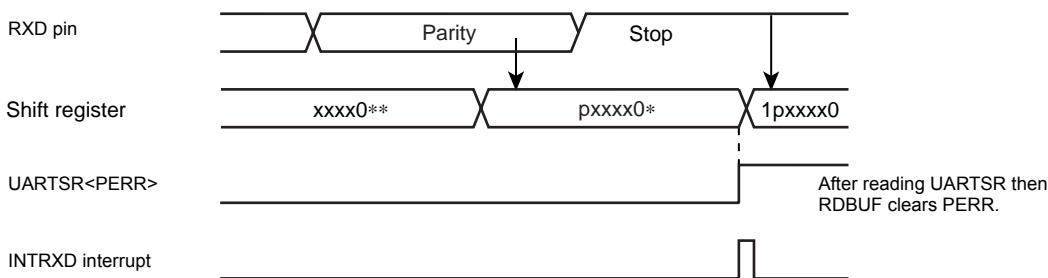 RXD pin
Parity
Stop
Shift register
xxxx0**
pxxxx0*
1pxxxx0
UARTSR<PERR>
After reading UARTSR then
RDBUF clears PERR.
INTRXD interrupt